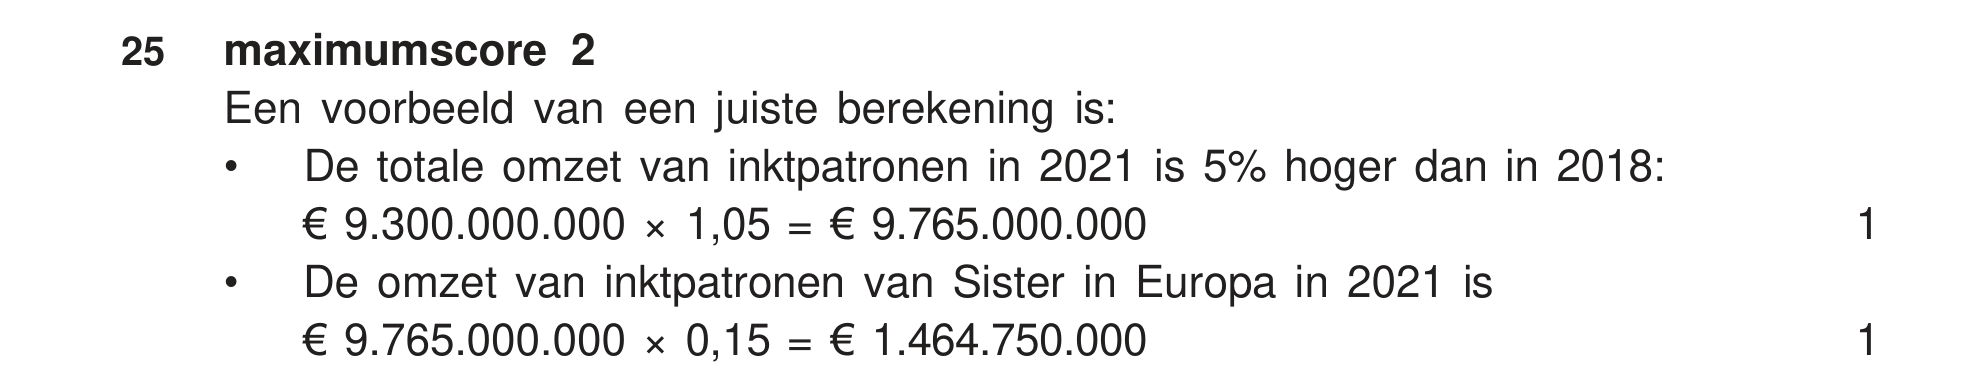 25 maximumscore 2
Een voorbeeld van een juiste berekening is:
• De totale omzet van inktpatronen in 2021 is 5% hoger dan in 2018:
€ 9.300.000.000 × 1,05 = € 9.765.000.000 1
• De omzet van inktpatronen van Sister in Europa in 2021 is
€ 9.765.000.000 × 0,15 = € 1.464.750.000 1